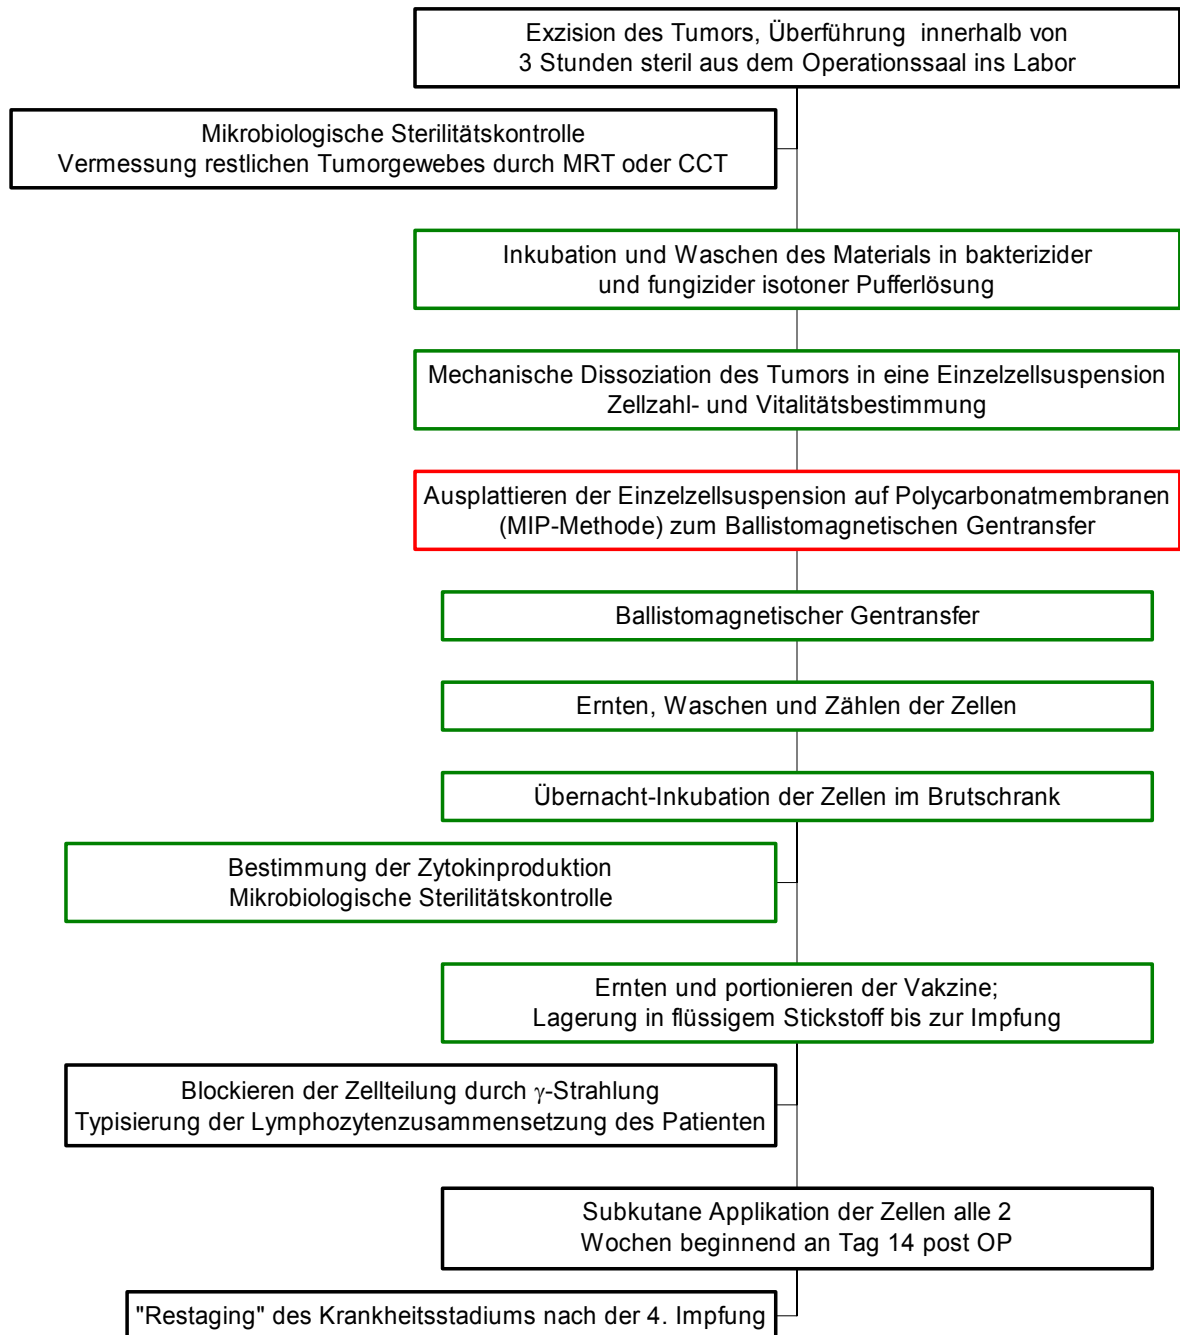 Exzision des Tumors, Überführung innerhalb von
3 Stunden steril aus dem Operationssaal ins Labor
Mikrobiologische Sterilitätskontrolle
Vermessung restlichen Tumorgewebes durch MRT oder CCT
Inkubation und Waschen des Materials in bakterizider
und fungizider isotoner Pufferlösung
Mechanische Dissoziation des Tumors in eine Einzelzellsuspension
Zellzahl- und Vitalitätsbestimmung
Ausplattieren der Einzelzellsuspension auf Polycarbonatmembranen
(MIP-Methode) zum Ballistomagnetischen Gentransfer
Ballistomagnetischer Gentransfer
Ernten, Waschen und Zählen der Zellen
Übernacht-Inkubation der Zellen im Brutschrank
Bestimmung der Zytokinproduktion
Mikrobiologische Sterilitätskontrolle
Ernten und portionieren der Vakzine;
Lagerung in flüssigem Stickstoff bis zur Impfung
Blockieren der Zellteilung durch γ-Strahlung
Typisierung der Lymphozytenzusammensetzung des Patienten
Subkutane Applikation der Zellen alle 2
Wochen beginnend an Tag 14 post OP
"Restaging" des Krankheitsstadiums nach der 4. Impfung